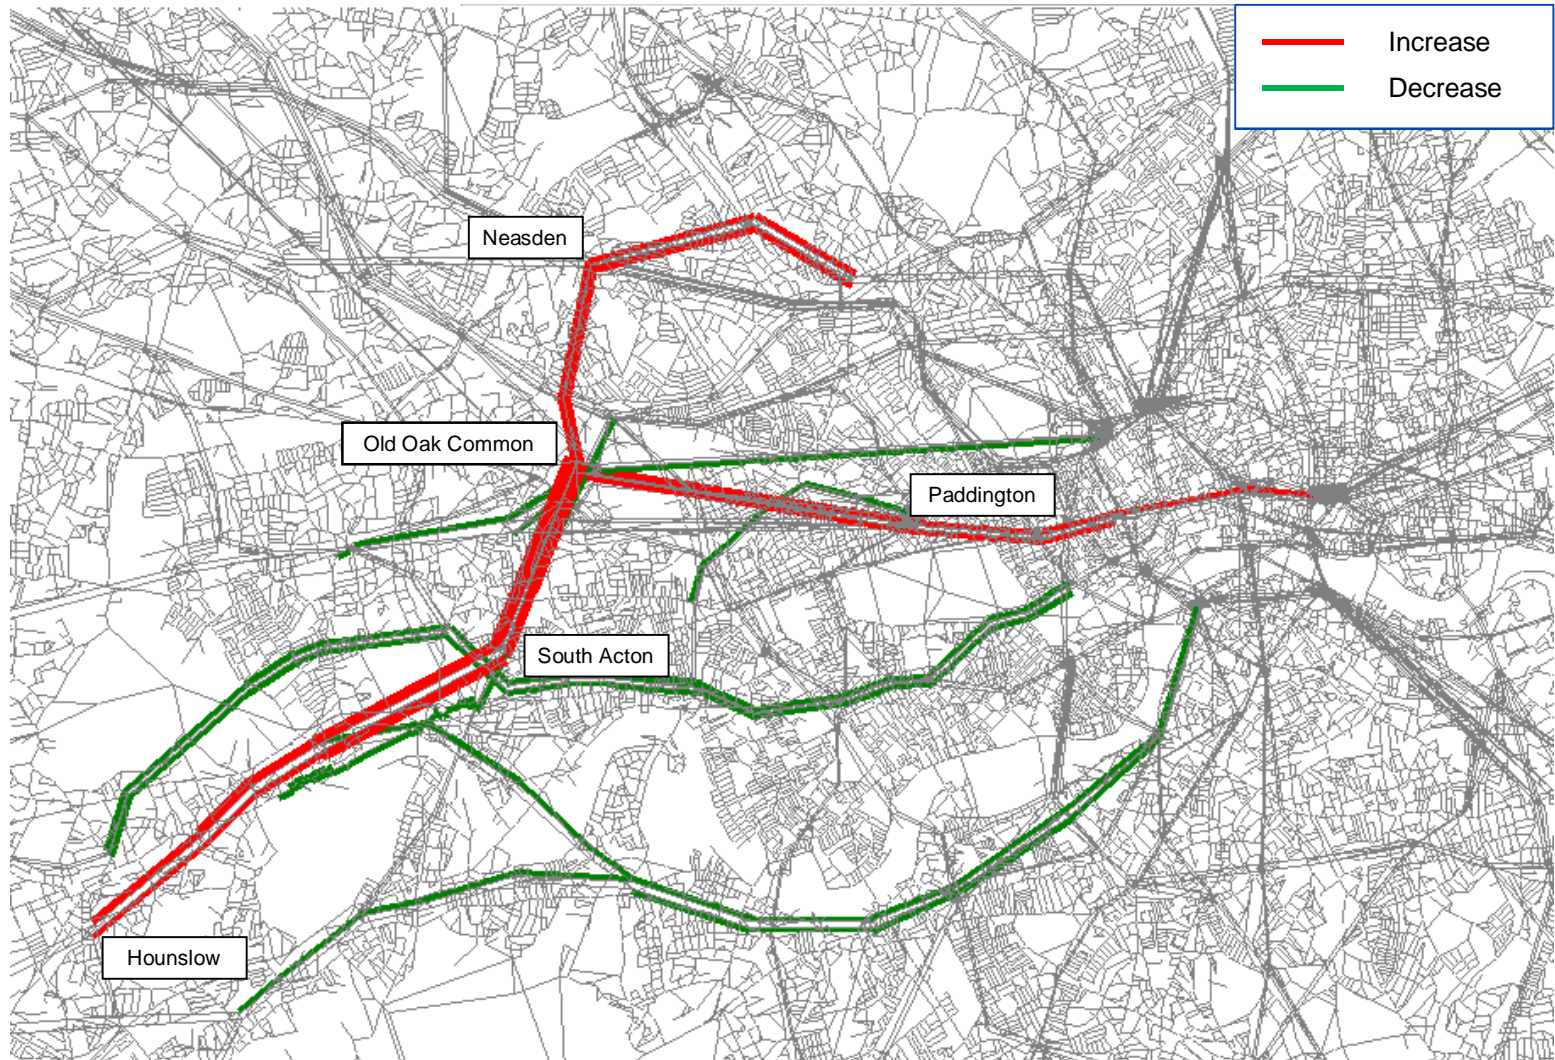 Increase
Decrease
Neasden
Old Oak Common
Paddington
South Acton
Hounslow